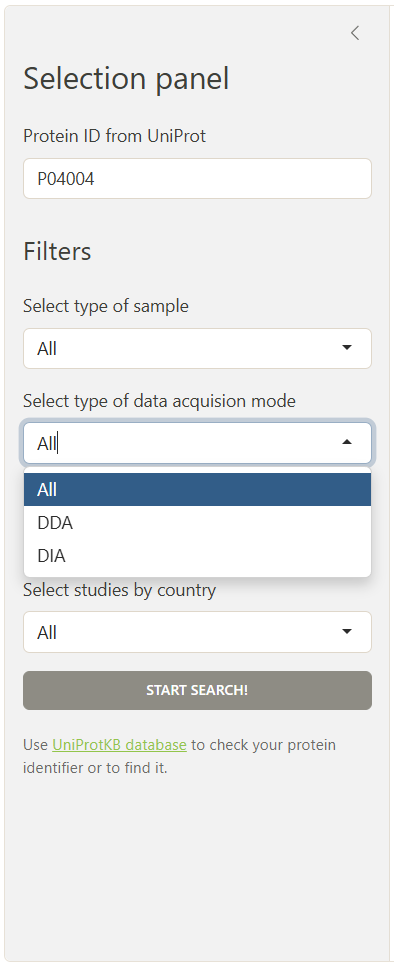 Selection panel
Protein ID from UniProt
P04004
Filters
Select type of sample
All
Select type of data acquision mode
All
All
DDA
DIA
Select studies by country
All
START SEARCH!
Use UniProtKB database to check your protein
identifier or to find it.